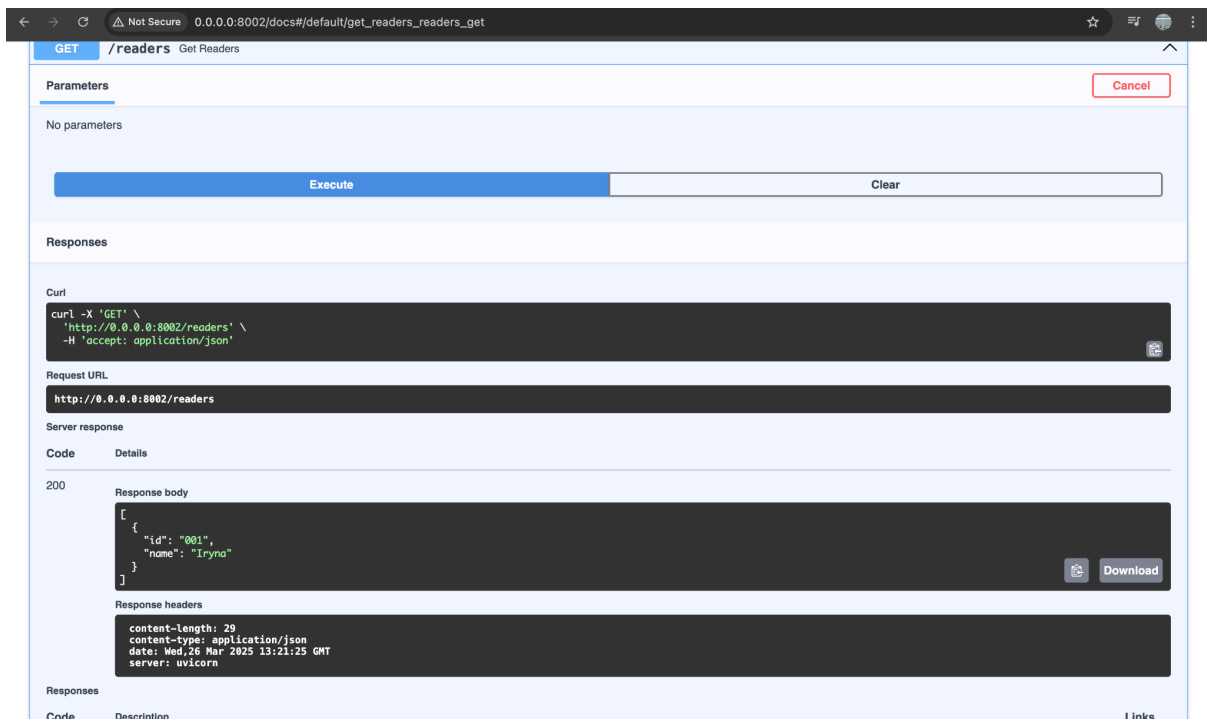 Not Secure 0.0.0.0:8002/docs#/default/get_readers_readers_get
GET /readers Get Readers
Parameters Cancel
No parameters
Execute Clear
Responses
Curl
curl -X 'GET' \
'http://0.0.0.0:8002/readers' \
-H 'accept: application/json'
Request URL
http://0.0.0.0:8002/readers
Server response
Code Details
200
Response body
[
{
"id": "001",
"name": "Iryna"
}
]
Download
Response headers
content-length: 29
content-type: application/json
date: Wed,26 Mar 2025 13:21:25 GMT
server: uvicorn
Responses
Code Description Links